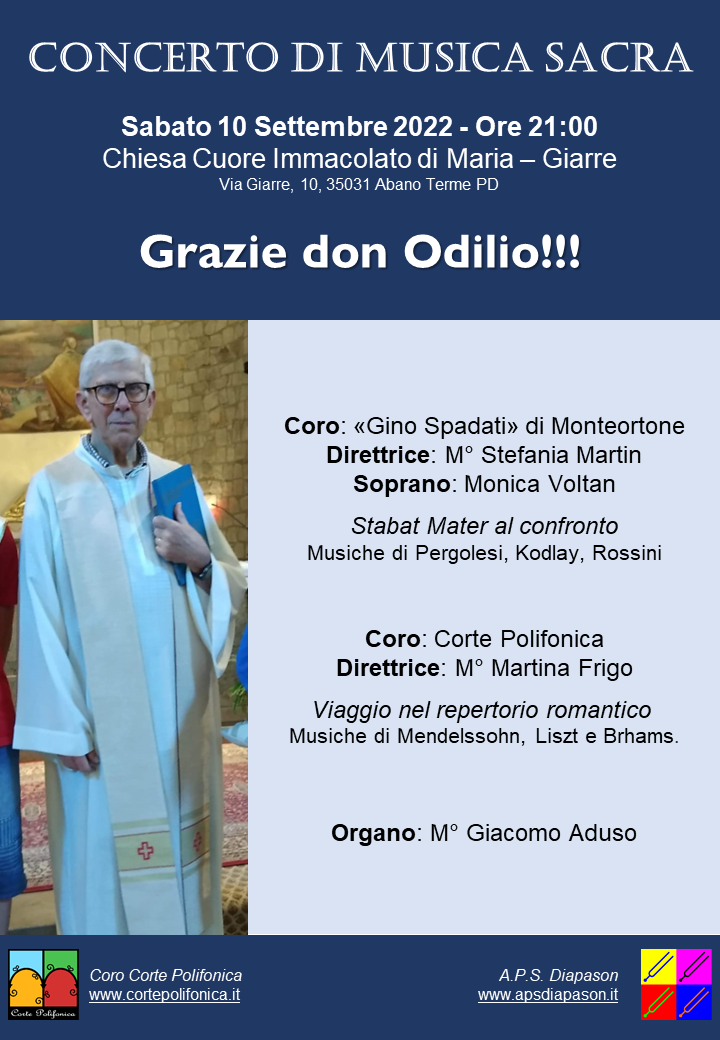 CONCERTO DI MUSICA SACRA
Sabato 10 Settembre 2022 - Ore 21:00
Chiesa Cuore Immacolato di Maria – Giarre
Via Giarre, 10, 35031 Abano Terme PD
Grazie don Odilio!!!
Coro: «Gino Spadati» di Monteortone
Direttrice: M° Stefania Martin
Soprano: Monica Voltan
Stabat Mater al confronto
Musiche di Pergolesi, Kodlay, Rossini
Coro: Corte Polifonica
Direttrice: M° Martina Frigo
Viaggio nel repertorio romantico
Musiche di Mendelssohn, Liszt e Brhams.
Organo: M° Giacomo Aduso
Corte Polifonica
Coro Corte Polifonica
www.cortepolifonica.it
A.P.S. Diapason
www.apsdiapason.it